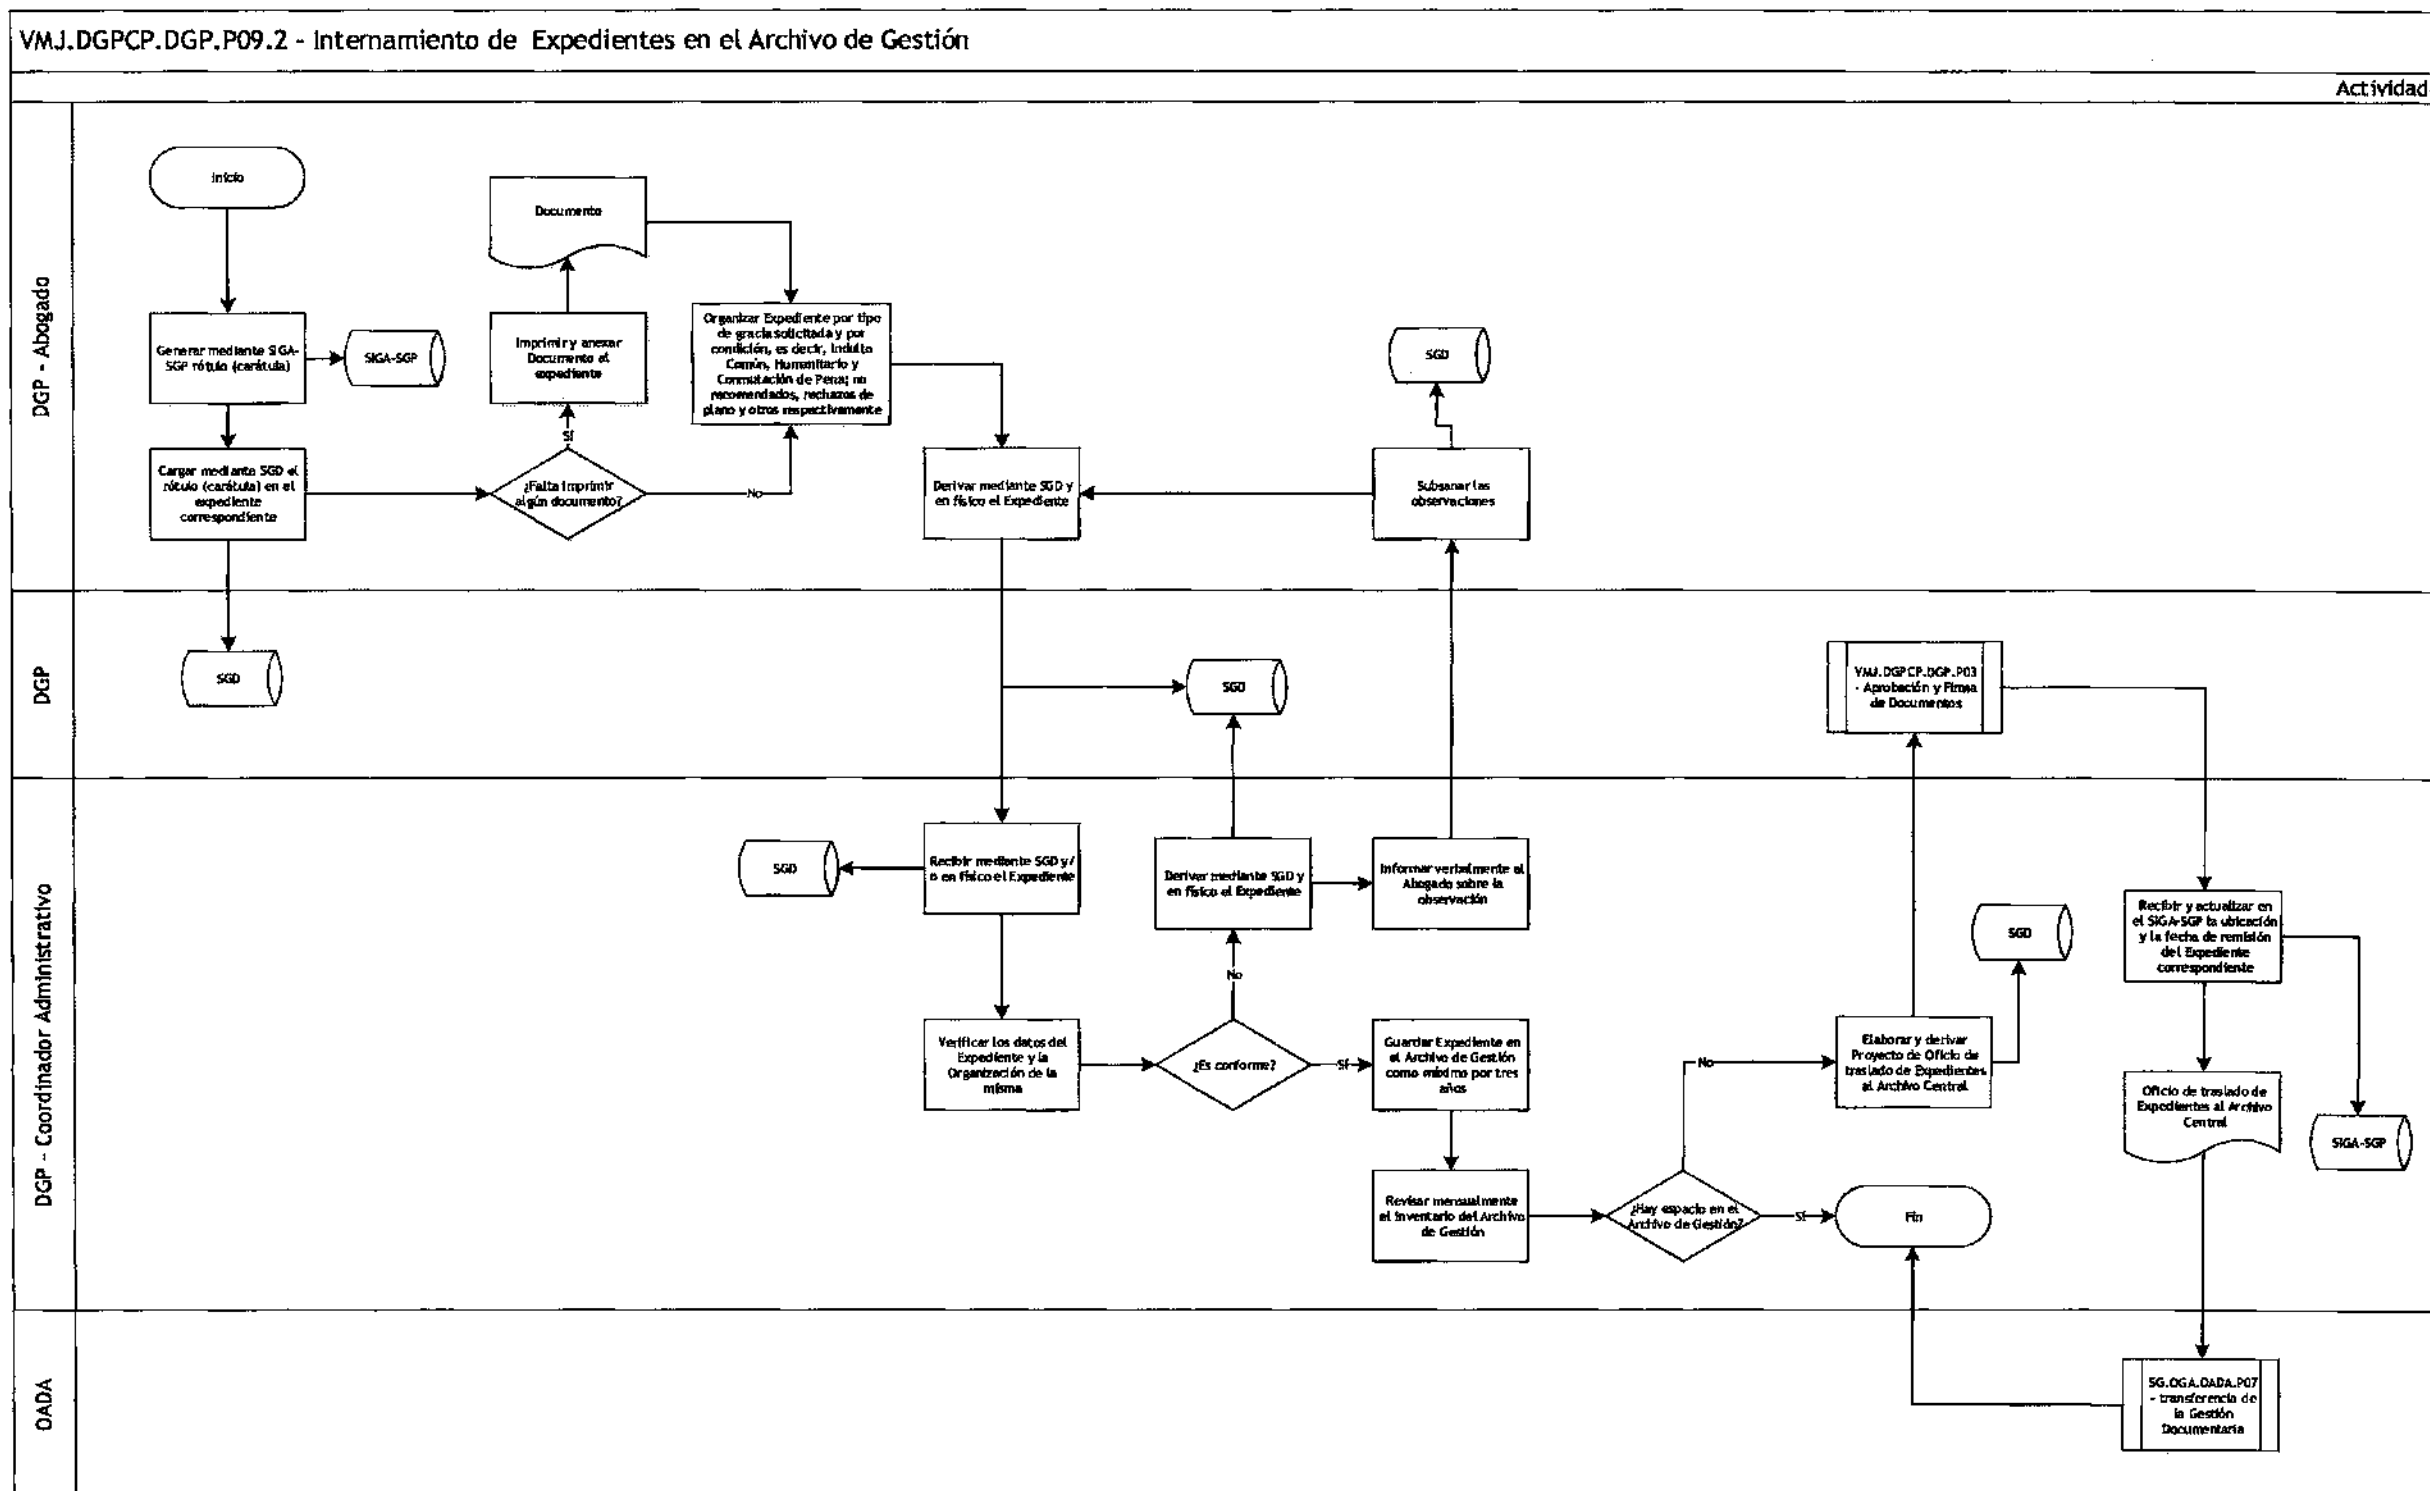 VMJ.DGPCP.DGP.P09.2 - Internamiento de Expedientes en el Archivo de Gestión
Actividad
DGP - Abogado
Inicio
Generar mediante SIGA-
SGP rótulo (carátula)
SIGA-SGP
Cargar mediante SGD el
rótulo (carátula) en el
expediente
correspondiente
Documento
Imprimir y anexar
Documento al
expediente
Sí
¿Falta imprimir
algún documento?
No
Organizar Expediente por tipo
de gracia solicitada y por
condición, es decir, Indulto
Común, Humanitario y
Conmutación de Pena; no
recomendados, rechazos de
plano y otros respectivamente
Derivar mediante SGD y
en físico el Expediente
SGD
Subsanar las
observaciones
DGP
SGD
SGD
VMJ.DGPCP.DGP.P03
- Aprobación y Firma
de Documentos
DGP - Coordinador Administrativo
SGD
Recibir mediante SGD y/
o en físico el Expediente
Derivar mediante SGD y
en físico el Expediente
Informar verbalmente al
Abogado sobre la
observación
No
Verificar los datos del
Expediente y la
Organización de la
misma
¿Es conforme?
Sí
Guardar Expediente en
el Archivo de Gestión
como máximo por tres
años
Revisar mensualmente
el Inventario del Archivo
de Gestión
¿Hay espacio en el
Archivo de Gestión?
No
Sí
Elaborar y derivar
Proyecto de Oficio de
traslado de Expedientes
al Archivo Central
SGD
Fin
Recibir y actualizar en
el SIGA-SGP la ubicación
y la fecha de remisión
del Expediente
correspondiente
Oficio de traslado de
Expedientes al Archivo
Central
SIGA-SGP
OADA
SG.OGA.OADA.P07
- transferencia de
la Gestión
Documentaria